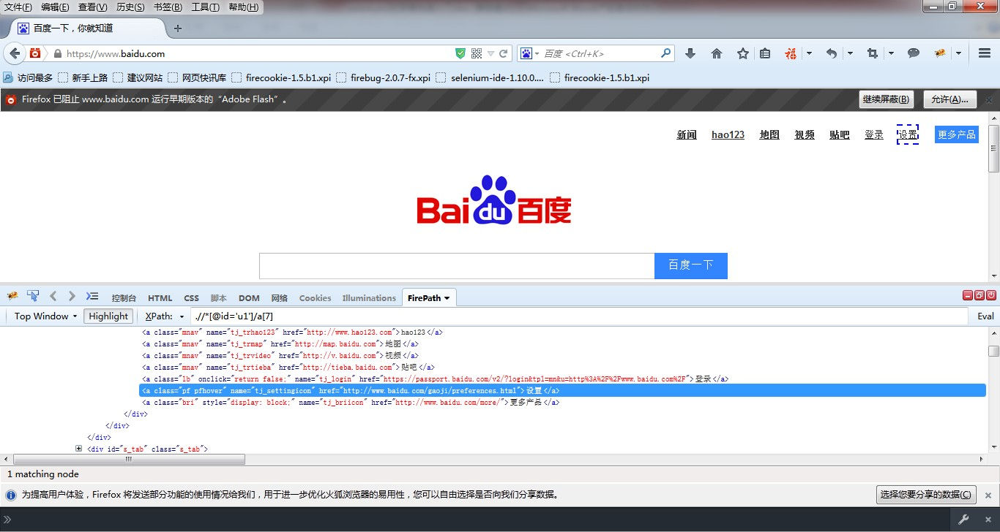 文件(F) 编辑(E) 查看(V) 历史(S) 书签(B) 工具(T) 帮助(H)
百度一下，你就知道
https://www.baidu.com 百度 <Ctrl+K> 福
访问最多 新手上路 建议网站 网页快讯库 firecookie-1.5.b1.xpi firebug-2.0.7-fx.xpi selenium-ide-1.10.0.... firecookie-1.5.b1.xpi
Firefox 已阻止 www.baidu.com 运行早期版本的“Adobe Flash”。 继续屏蔽(B) 允许(A)...
新闻 hao123 地图 视频 贴吧 登录 设置 更多产品
Bai du 百度
百度一下
控制台 HTML CSS 脚本 DOM 网络 Cookies Illuminations FirePath
Top Window Highlight XPath: .//*[@id='u1']/a[7] Eval
<a class="mnav" name="tj_trhao123" href="http://www.hao123.com">hao123</a>
<a class="mnav" name="tj_trmap" href="http://map.baidu.com">地图</a>
<a class="mnav" name="tj_trvideo" href="http://v.baidu.com">视频</a>
<a class="mnav" name="tj_trtieba" href="http://tieba.baidu.com">贴吧</a>
<a class="lb" onclick="return false;" name="tj_login" href="https://passport.baidu.com/v2/?login&tpl=mn&u=http%3A%2F%2Fwww.baidu.com%2F">登录</a>
<a class="pf pfhover" name="tj_settingicon" href="http://www.baidu.com/gaoji/preferences.html">设置</a>
<a class="bri" style="display: block;" name="tj_briicon" href="http://www.baidu.com/more/">更多产品</a>
</div>
</div>
</div>
<div id="s_tab" class="s_tab">
1 matching node
为提高用户体验，Firefox 将发送部分功能的使用情况给我们，用于进一步优化火狐浏览器的易用性，您可以自由选择是否向我们分享数据。 选择您要分享的数据(C)